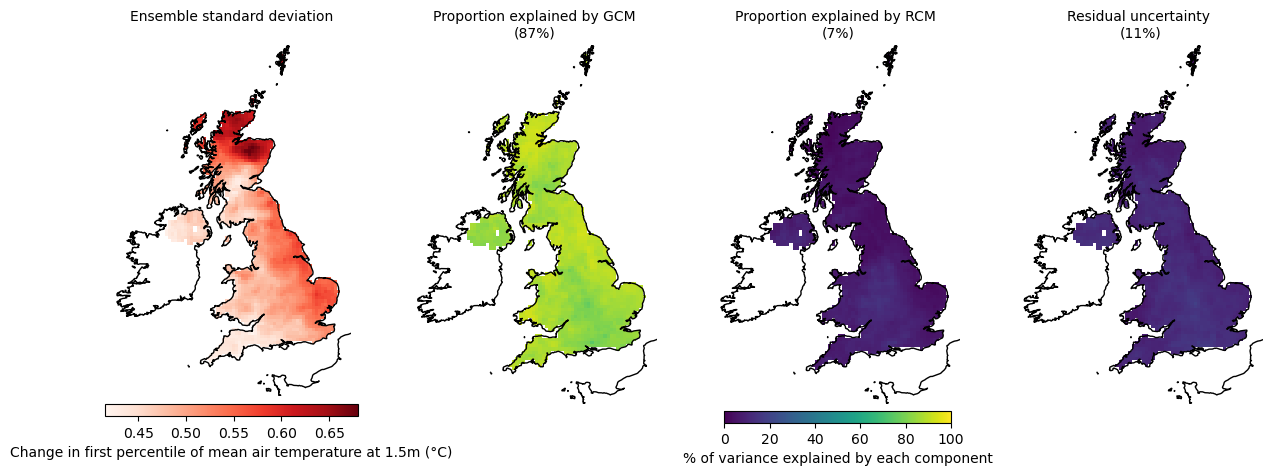 Ensemble standard deviation
Proportion explained by GCM
(87%)
Proportion explained by RCM
(7%)
Residual uncertainty
(11%)
0.45 0.50 0.55 0.60 0.65
Change in first percentile of mean air temperature at 1.5m (°C)
0 20 40 60 80 100
% of variance explained by each component